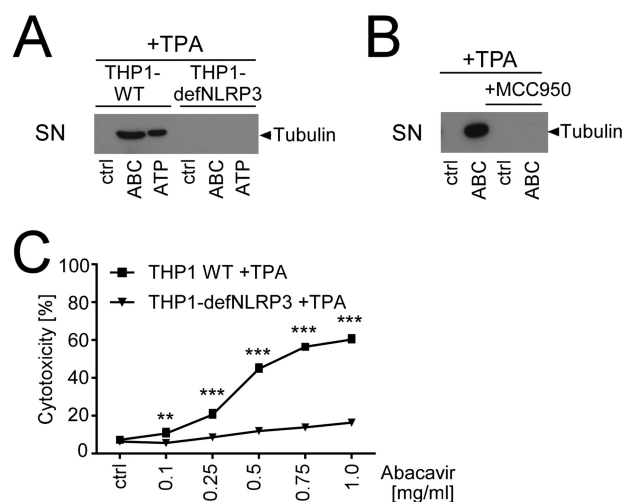 A
+TPA
THP1- THP1-
WT defNLRP3
SN
Tubulin
ctrl ABC ATP ctrl ABC ATP
B
+TPA
+MCC950
SN
Tubulin
ctrl ABC ctrl ABC
C
100
80
60
40
20
0
Cytotoxicity [%]
THP1 WT +TPA
THP1-defNLRP3 +TPA
** *** *** *** ***
ctrl 0.1 0.25 0.5 0.75 1.0
Abacavir
[mg/ml]